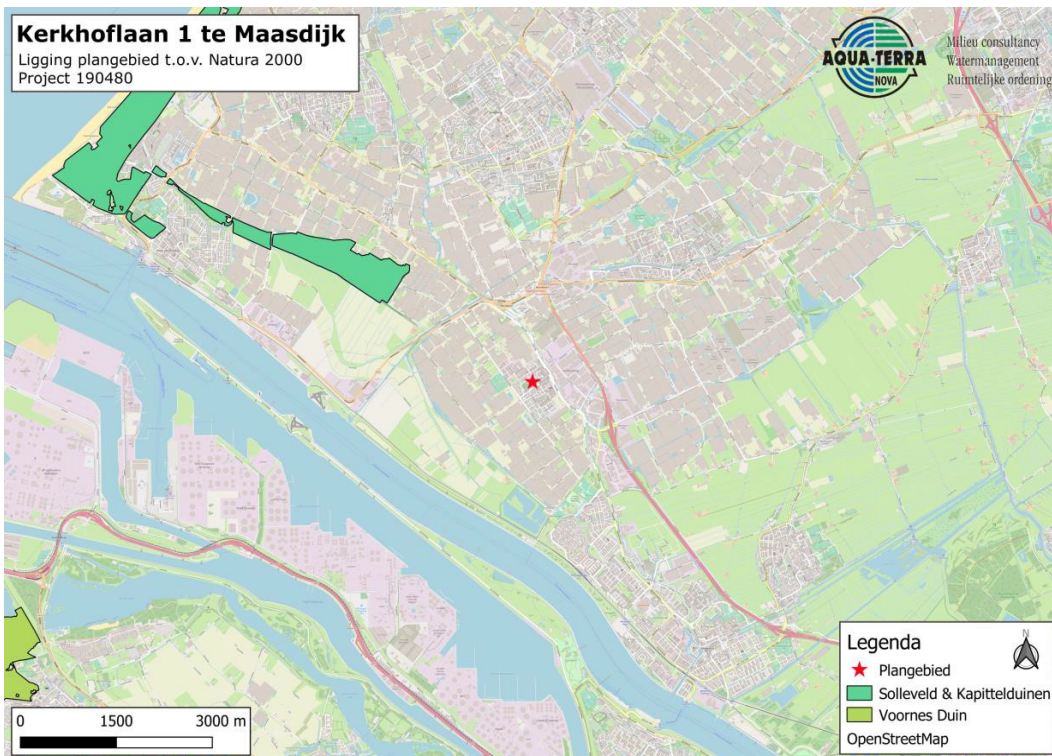 Kerkhoflaan 1 te Maasdijk
Ligging plangebied t.o.v. Natura 2000
Project 190480
AQUA-TERRA
NOVA
Milieu consultancy
Watermanagement
Ruimtelijke ordening
Legenda
N
Plangebied
Solleveld & Kapittelduinen
Voornes Duin
OpenStreetMap
0 1500 3000 m